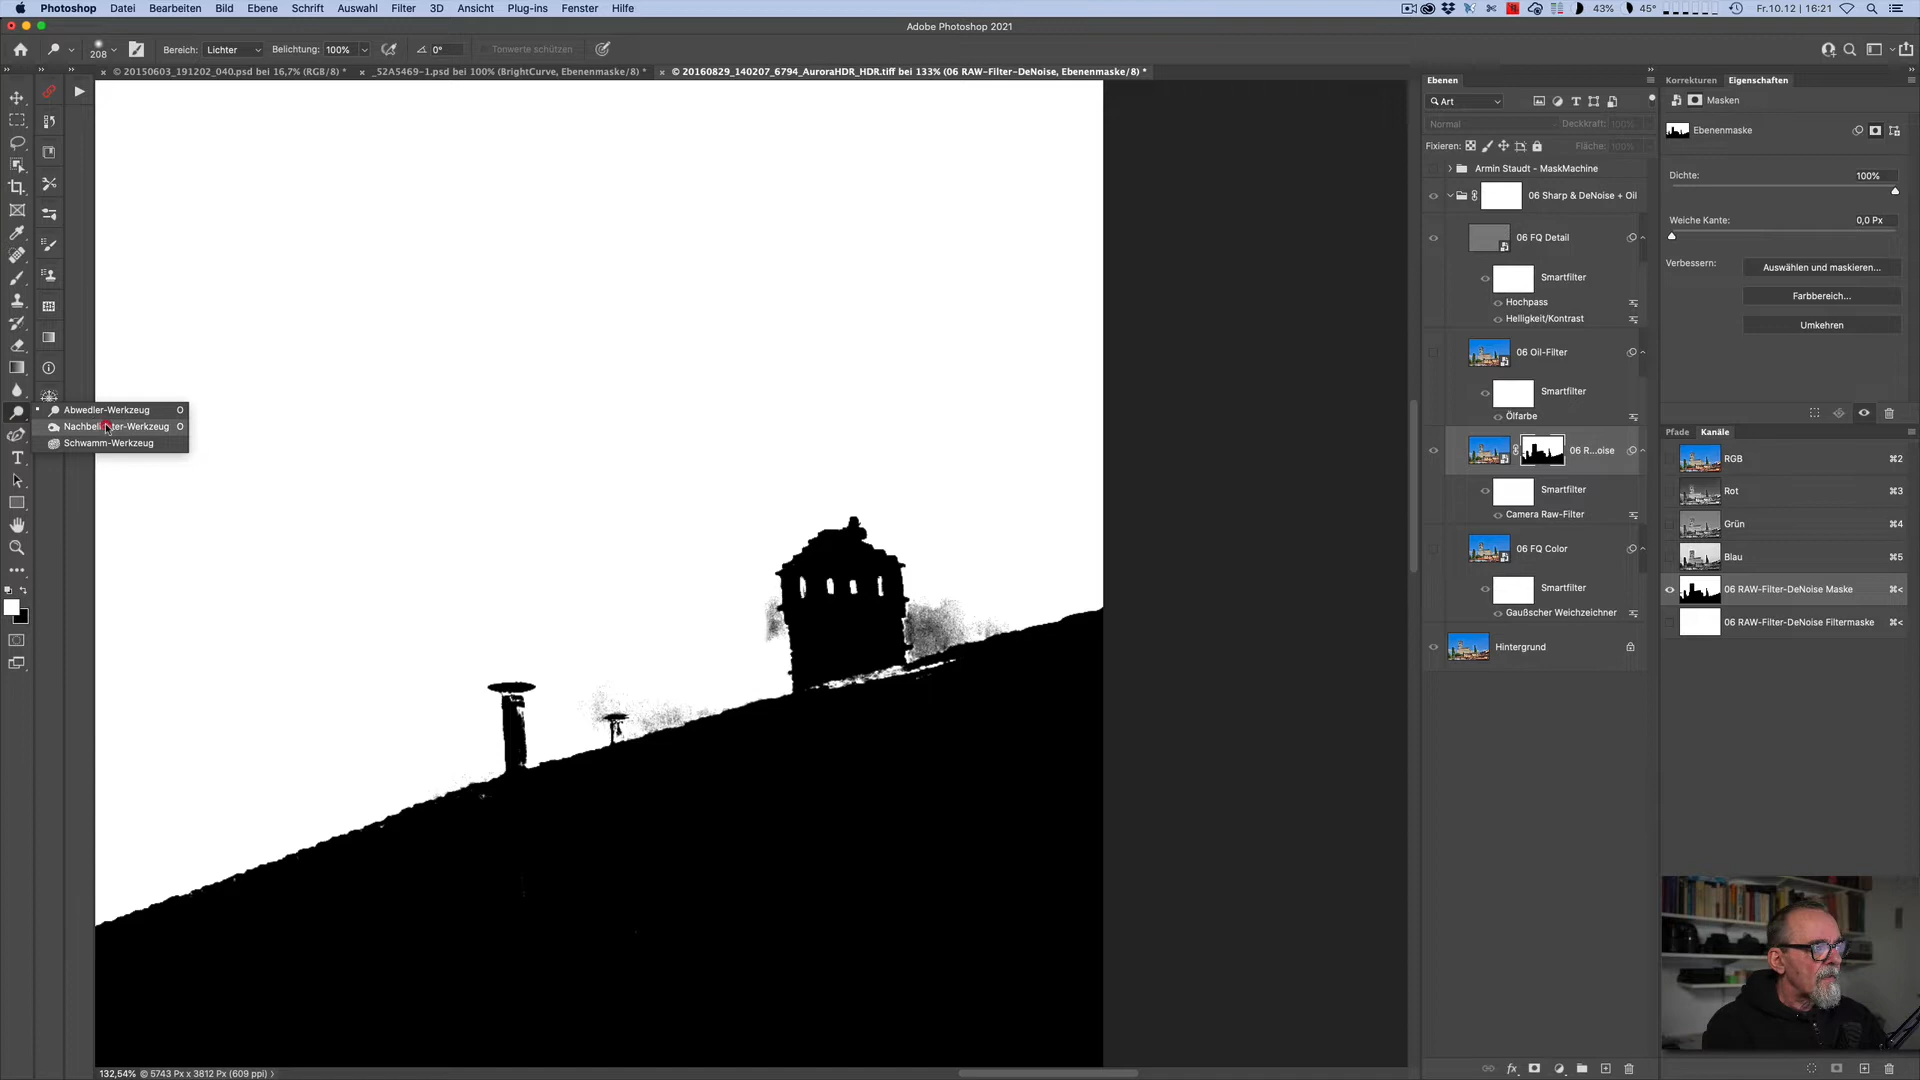 Photoshop Datei Bearbeiten Bild Ebene Schrift Auswahl Filter 3D Ansicht Plug-ins Fenster Hilfe
43% 45° Fr.10.12 | 16:21
Adobe Photoshop 2021
208 Bereich: Lichter Belichtung: 100% 0° Tonwerte schützen
© 20150603_191202_040.psd bei 16,7% (RGB/8) *
_52A5469-1.psd bei 100% (BrightCurve, Ebenenmaske/8) *
© 20160829_140207_6794_AuroraHDR_HDR.tiff bei 133% (06 RAW-Filter-DeNoise, Ebenenmaske/8) *
Abwedler-Werkzeug O
Nachbelichter-Werkzeug O
Schwamm-Werkzeug
132,54% © 5743 Px x 3812 Px (609 ppi)
Ebenen
Art
Normal Deckkraft: 100%
Fixieren: Fläche: 100%
Armin Staudt - MaskMachine
06 Sharp & DeNoise + Oil
06 FQ Detail
Smartfilter
Hochpass
Helligkeit/Kontrast
06 Oil-Filter
Smartfilter
Ölfarbe
06 R...oise
Smartfilter
Camera Raw-Filter
06 FQ Color
Smartfilter
Gaußscher Weichzeichner
Hintergrund
fx
Korrekturen Eigenschaften
Masken
Ebenenmaske
Dichte: 100%
Weiche Kante: 0,0 Px
Verbessern: Auswählen und maskieren...
Farbbereich...
Umkehren
Pfade Kanäle
RGB ⌘2
Rot ⌘3
Grün ⌘4
Blau ⌘5
06 RAW-Filter-DeNoise Maske ⌘<
06 RAW-Filter-DeNoise Filtermaske ⌘<